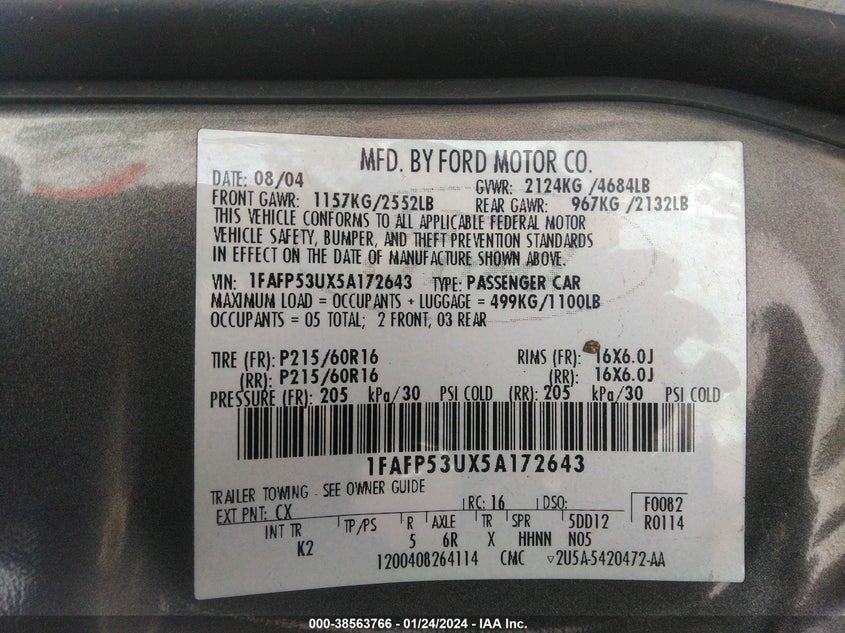 MFD. BY FORD MOTOR CO.
DATE: 08/04 GVWR: 2124KG /4684LB
FRONT GAWR: 1157KG/2552LB REAR GAWR: 967KG /2132LB
THIS VEHICLE CONFORMS TO ALL APPLICABLE FEDERAL MOTOR
VEHICLE SAFETY, BUMPER, AND THEFT PREVENTION STANDARDS
IN EFFECT ON THE DATE OF MANUFACTURE SHOWN ABOVE.
VIN: 1FAFP53UX5A172643 TYPE: PASSENGER CAR
MAXIMUM LOAD = OCCUPANTS + LUGGAGE = 499KG/1100LB
OCCUPANTS = 05 TOTAL; 2 FRONT, 03 REAR
TIRE (FR): P215/60R16 RIMS (FR): 16X6.0J
(RR): P215/60R16 (RR): 16X6.0J
PRESSURE (FR): 205 kPa/30 PSI COLD (RR): 205 kPa/30 PSI COLD
1FAFP53UX5A172643
TRAILER TOWING - SEE OWNER GUIDE
EXT PNT: CX RC: 16 DSO: F0082
INT TR TP/PS R AXLE TR SPR 5DD12 R0114
K2 5 6R X HHNN N05
1200408264114 CMC ▽2U5A-5420472-AA
000-38563766 - 01/24/2024 - IAA Inc.